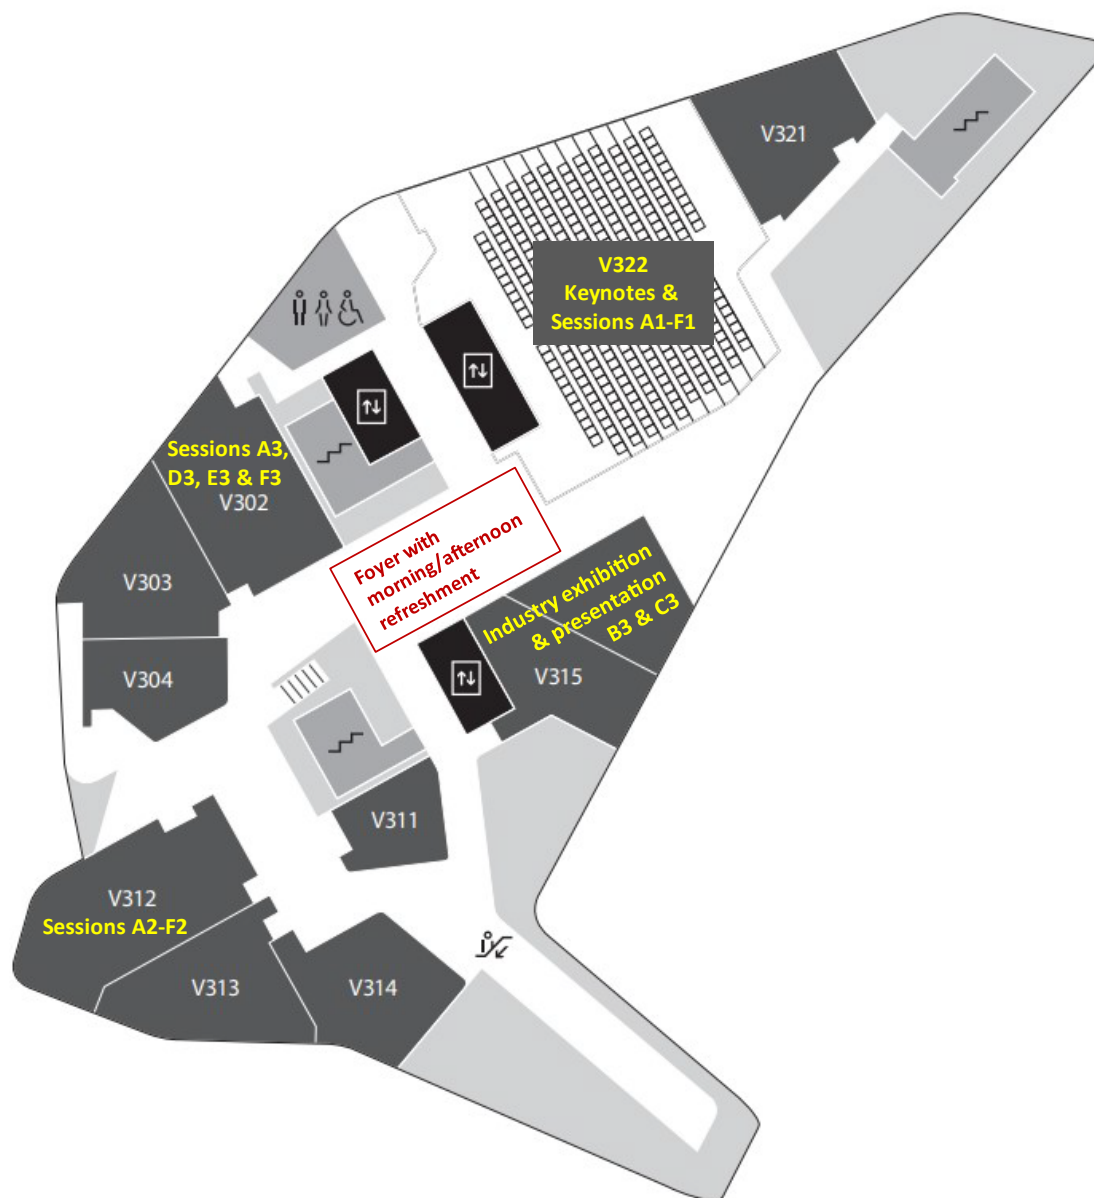 V321
V322
Keynotes &
Sessions A1-F1
Sessions A3,
D3, E3 & F3
V302
Foyer with
morning/afternoon
refreshment
V303
Industry exhibition
& presentation
B3 & C3
V304
V315
V311
V312
Sessions A2-F2
V313
V314